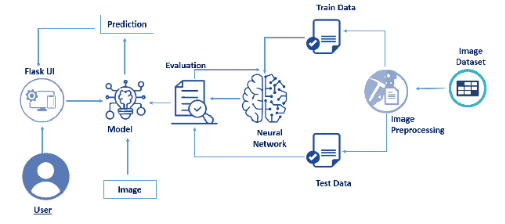 Train Data
Prediction
Evaluation
Flask UI
Image
Dataset
Model
Neural
Network
Image
Preprocessing
Image
Test Data
User